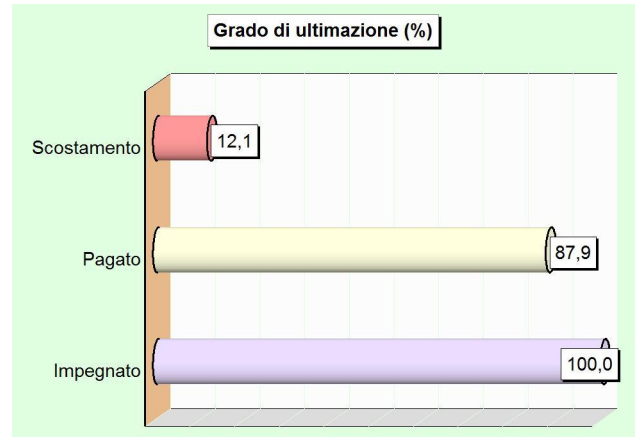 Grado di ultimazione (%)
Scostamento
12,1
Pagato
87,9
Impegnato
100,0